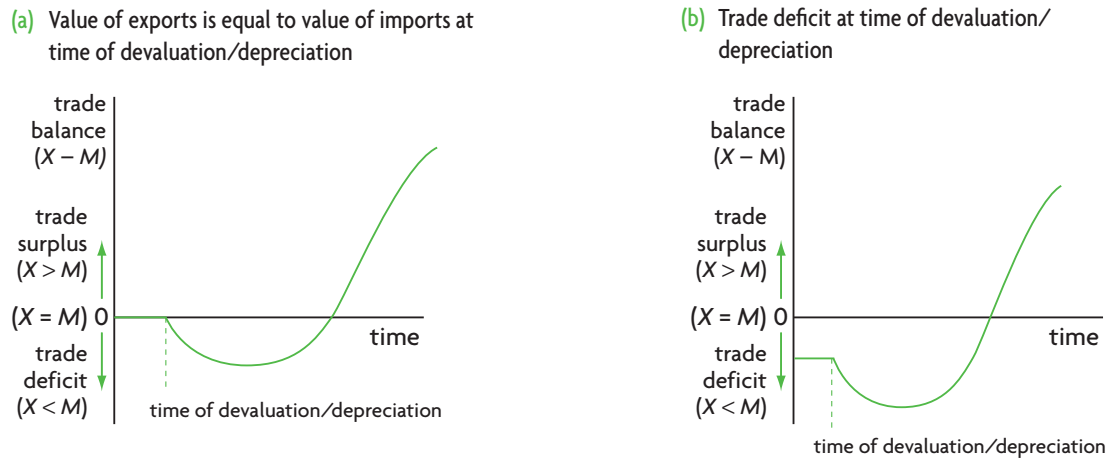 (a) Value of exports is equal to value of imports at
time of devaluation/depreciation
trade
balance
(X – M)
trade
surplus
(X > M)
(X = M) 0
time
trade
deficit
(X < M)
time of devaluation/depreciation
(b) Trade deficit at time of devaluation/
depreciation
trade
balance
(X – M)
trade
surplus
(X > M)
(X = M) 0
time
trade
deficit
(X < M)
time of devaluation/depreciation